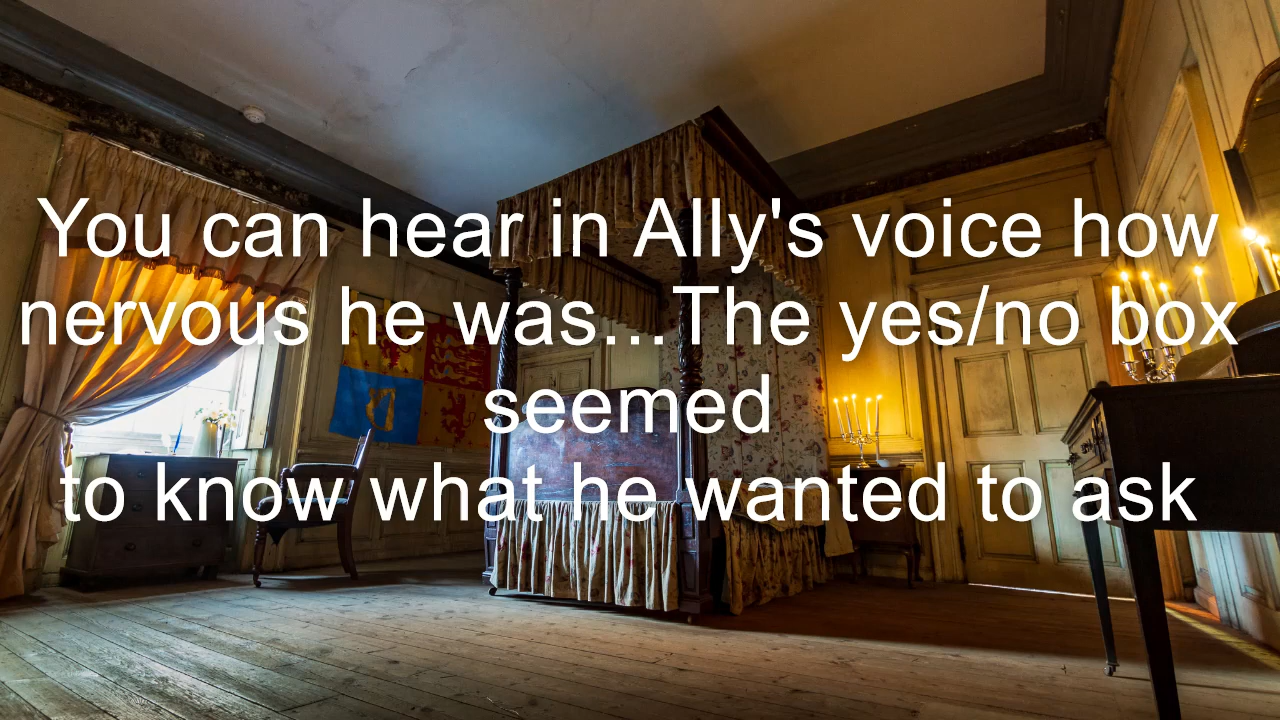 You can hear in Ally's voice how
nervous he was...The yes/no box
seemed
to know what he wanted to ask